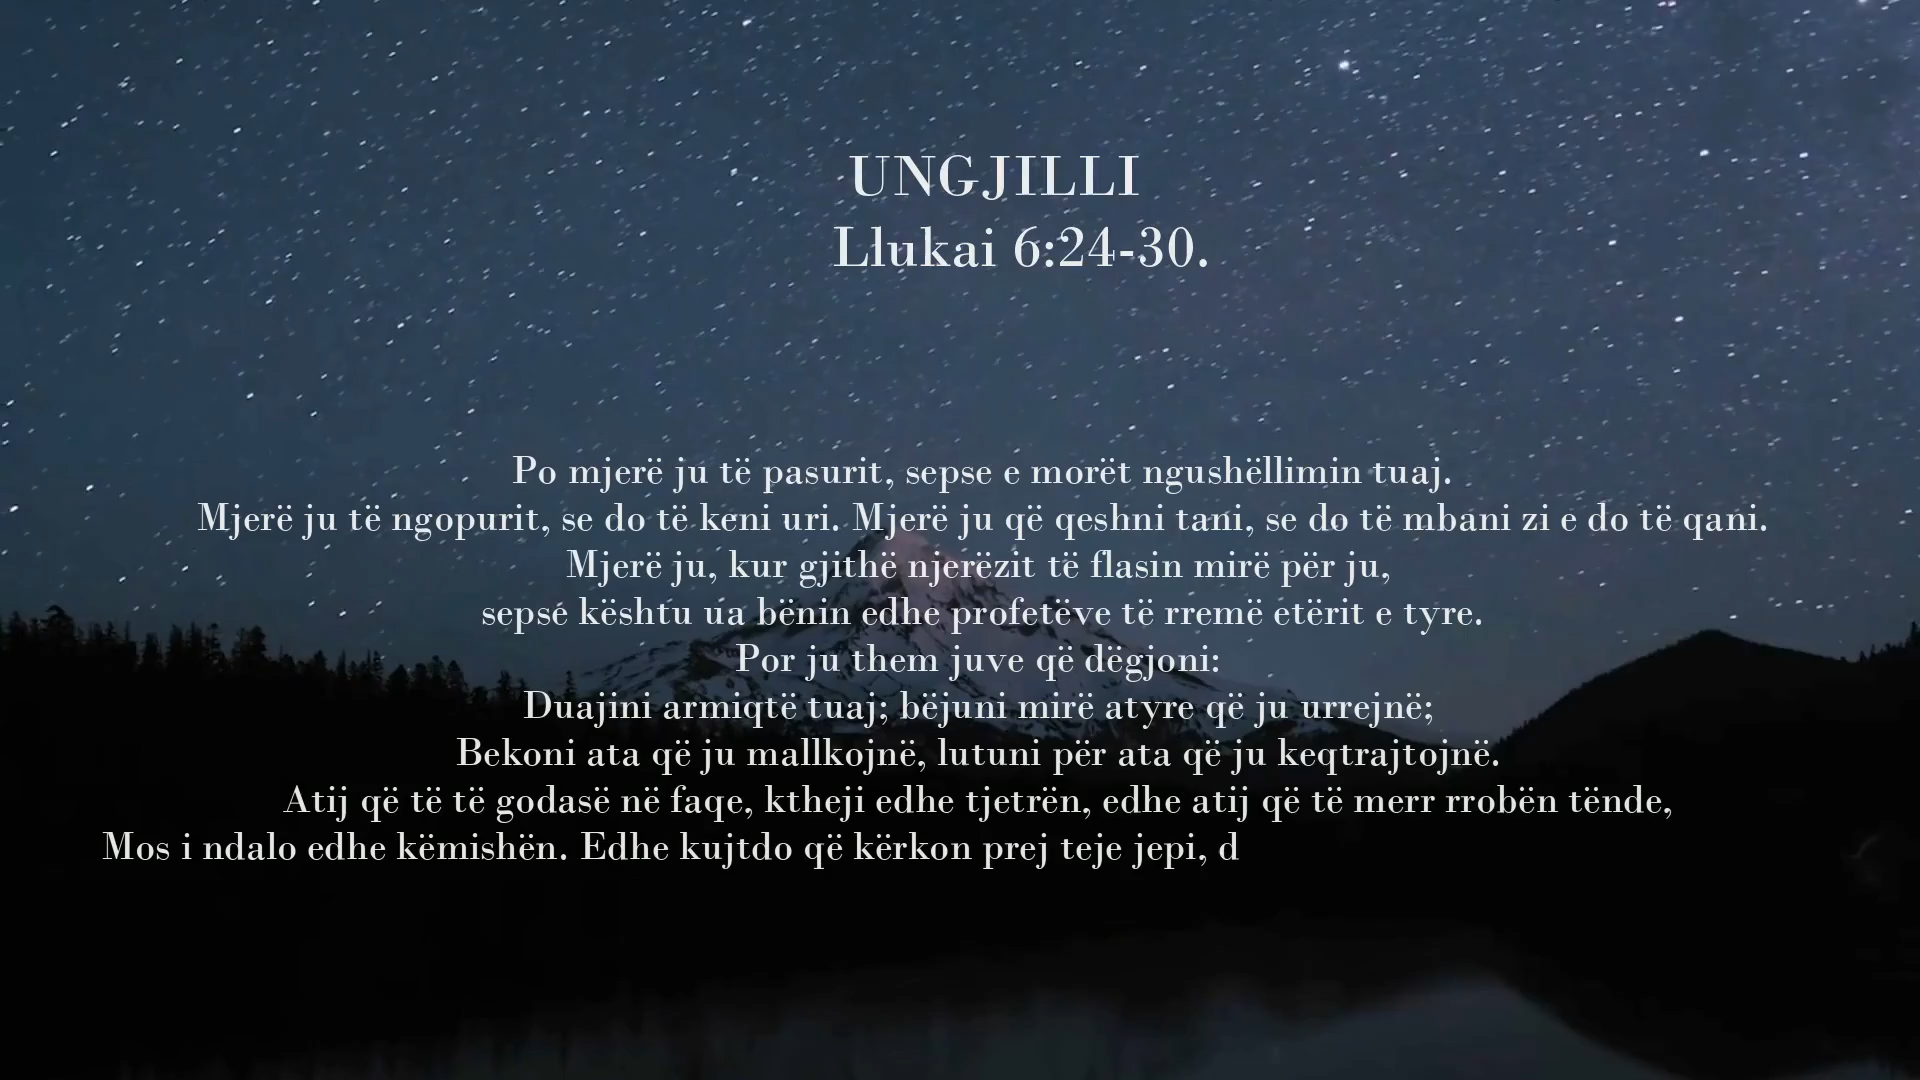 UNGJILLI
Llukai 6:24-30.
Po mjerë ju të pasurit, sepse e morët ngushëllimin tuaj.
Mjerë ju të ngopurit, se do të keni uri. Mjerë ju që qeshni tani, se do të mbani zi e do të qani.
Mjerë ju, kur gjithë njerëzit të flasin mirë për ju,
sepse kështu ua bënin edhe profetëve të rremë etërit e tyre.
Por ju them juve që dëgjoni:
Duajini armiqtë tuaj; bëjuni mirë atyre që ju urrejnë;
Bekoni ata që ju mallkojnë, lutuni për ata që ju keqtrajtojnë.
Atij që të të godasë në faqe, ktheji edhe tjetrën, edhe atij që të merr rrobën tënde,
Mos i ndalo edhe këmishën. Edhe kujtdo që kërkon prej teje jepi, d